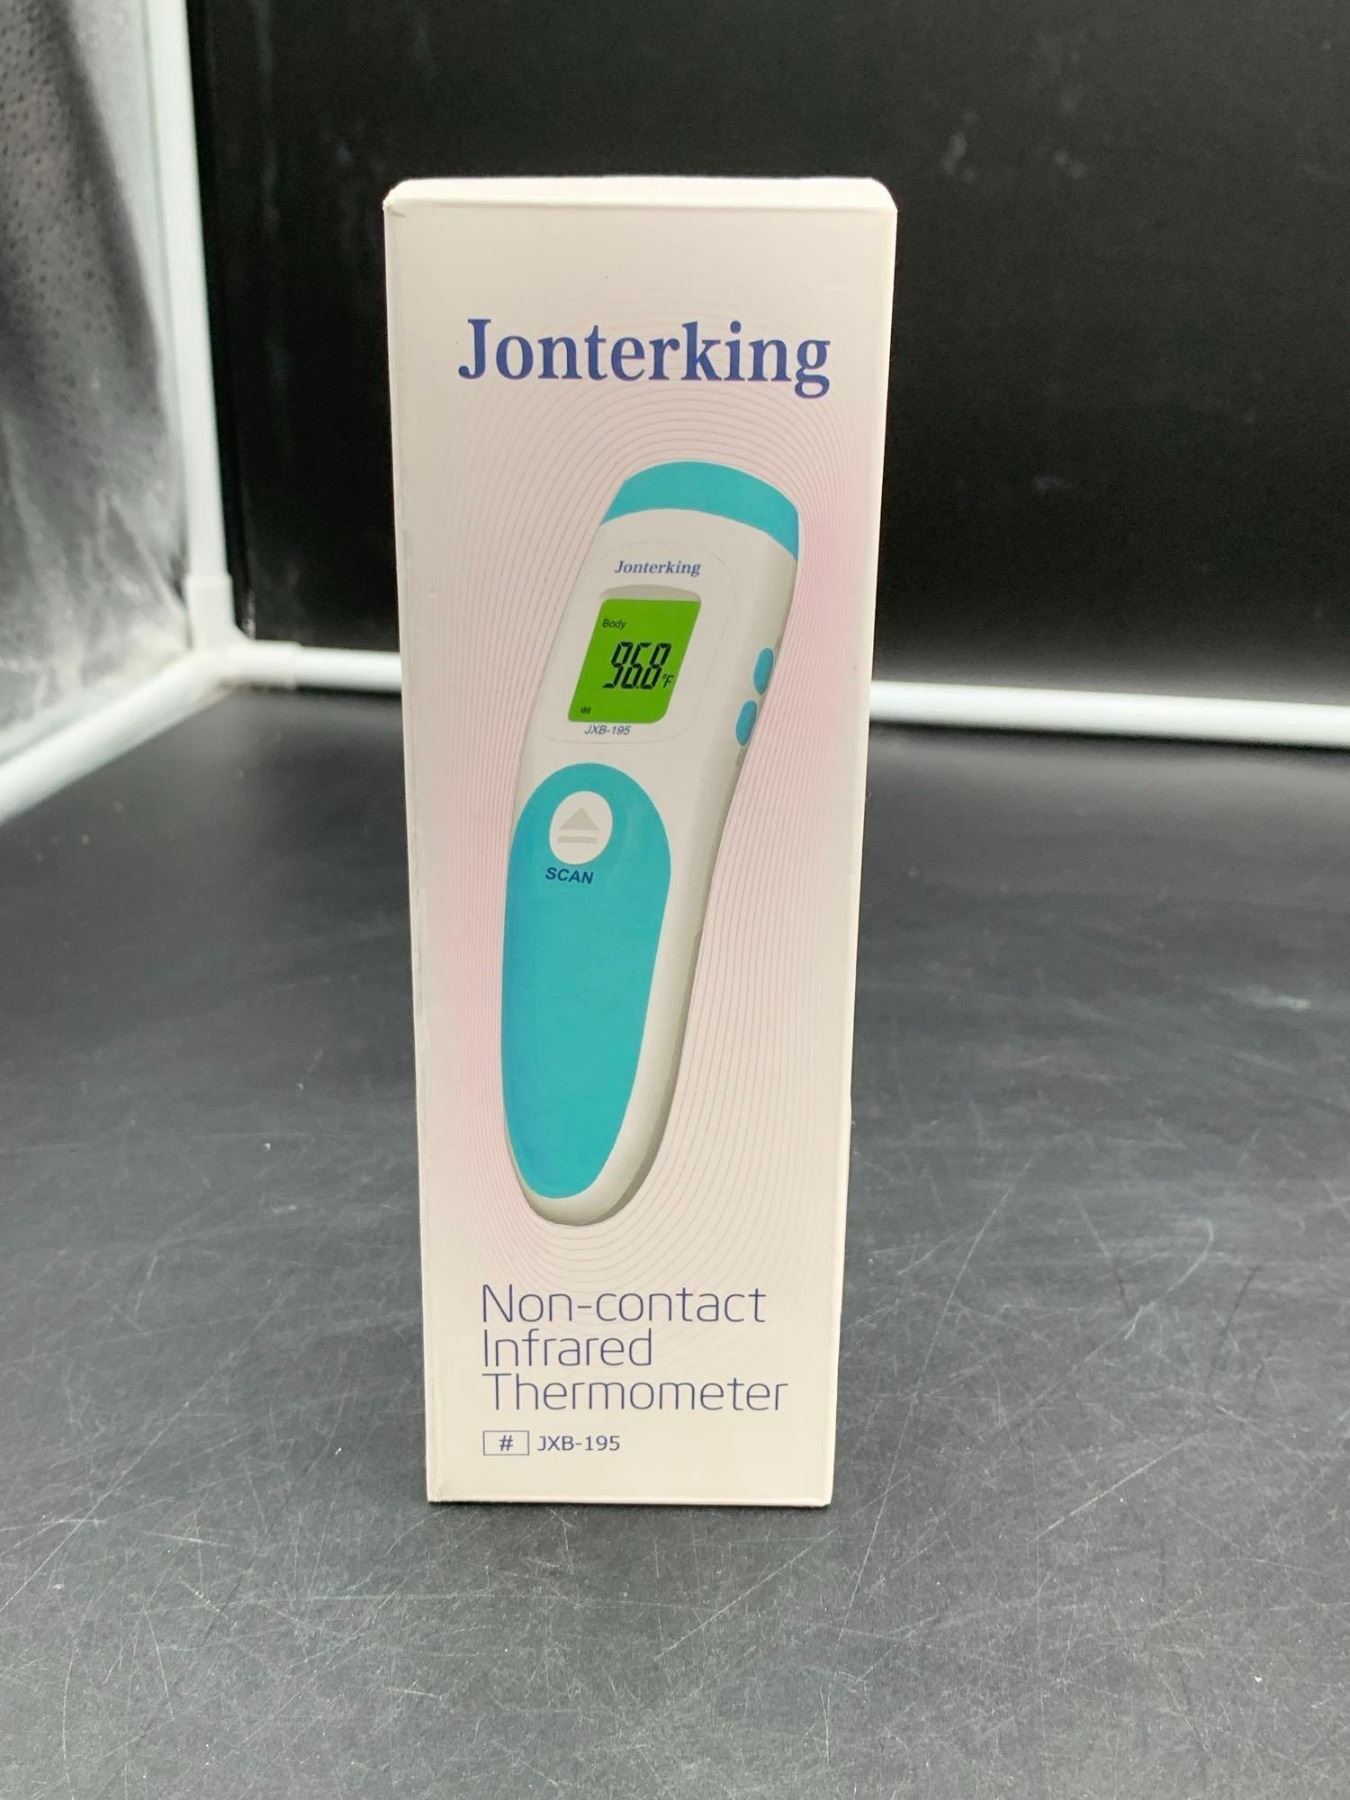 Jonterking
Jonterking
Body
96.8°F
JXB-195
SCAN
Non-contact
Infrared
Thermometer
# JXB-195